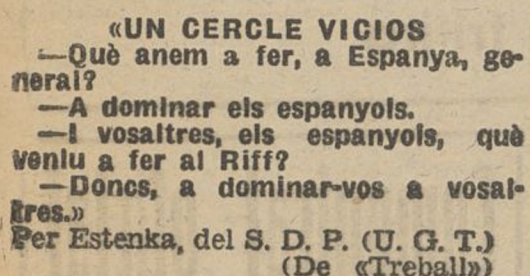 «UN CERCLE VICIOS
—Què anem a fer, a Espanya, ge-
neral?
—A dominar els espanyols.
—I vosaltres, els espanyols, què
veniu a fer al Riff?
—Doncs, a dominar-vos a vosal-
tres.»
Per Estenka, del S. D. P. (U. G. T.)
(De «Treball»)